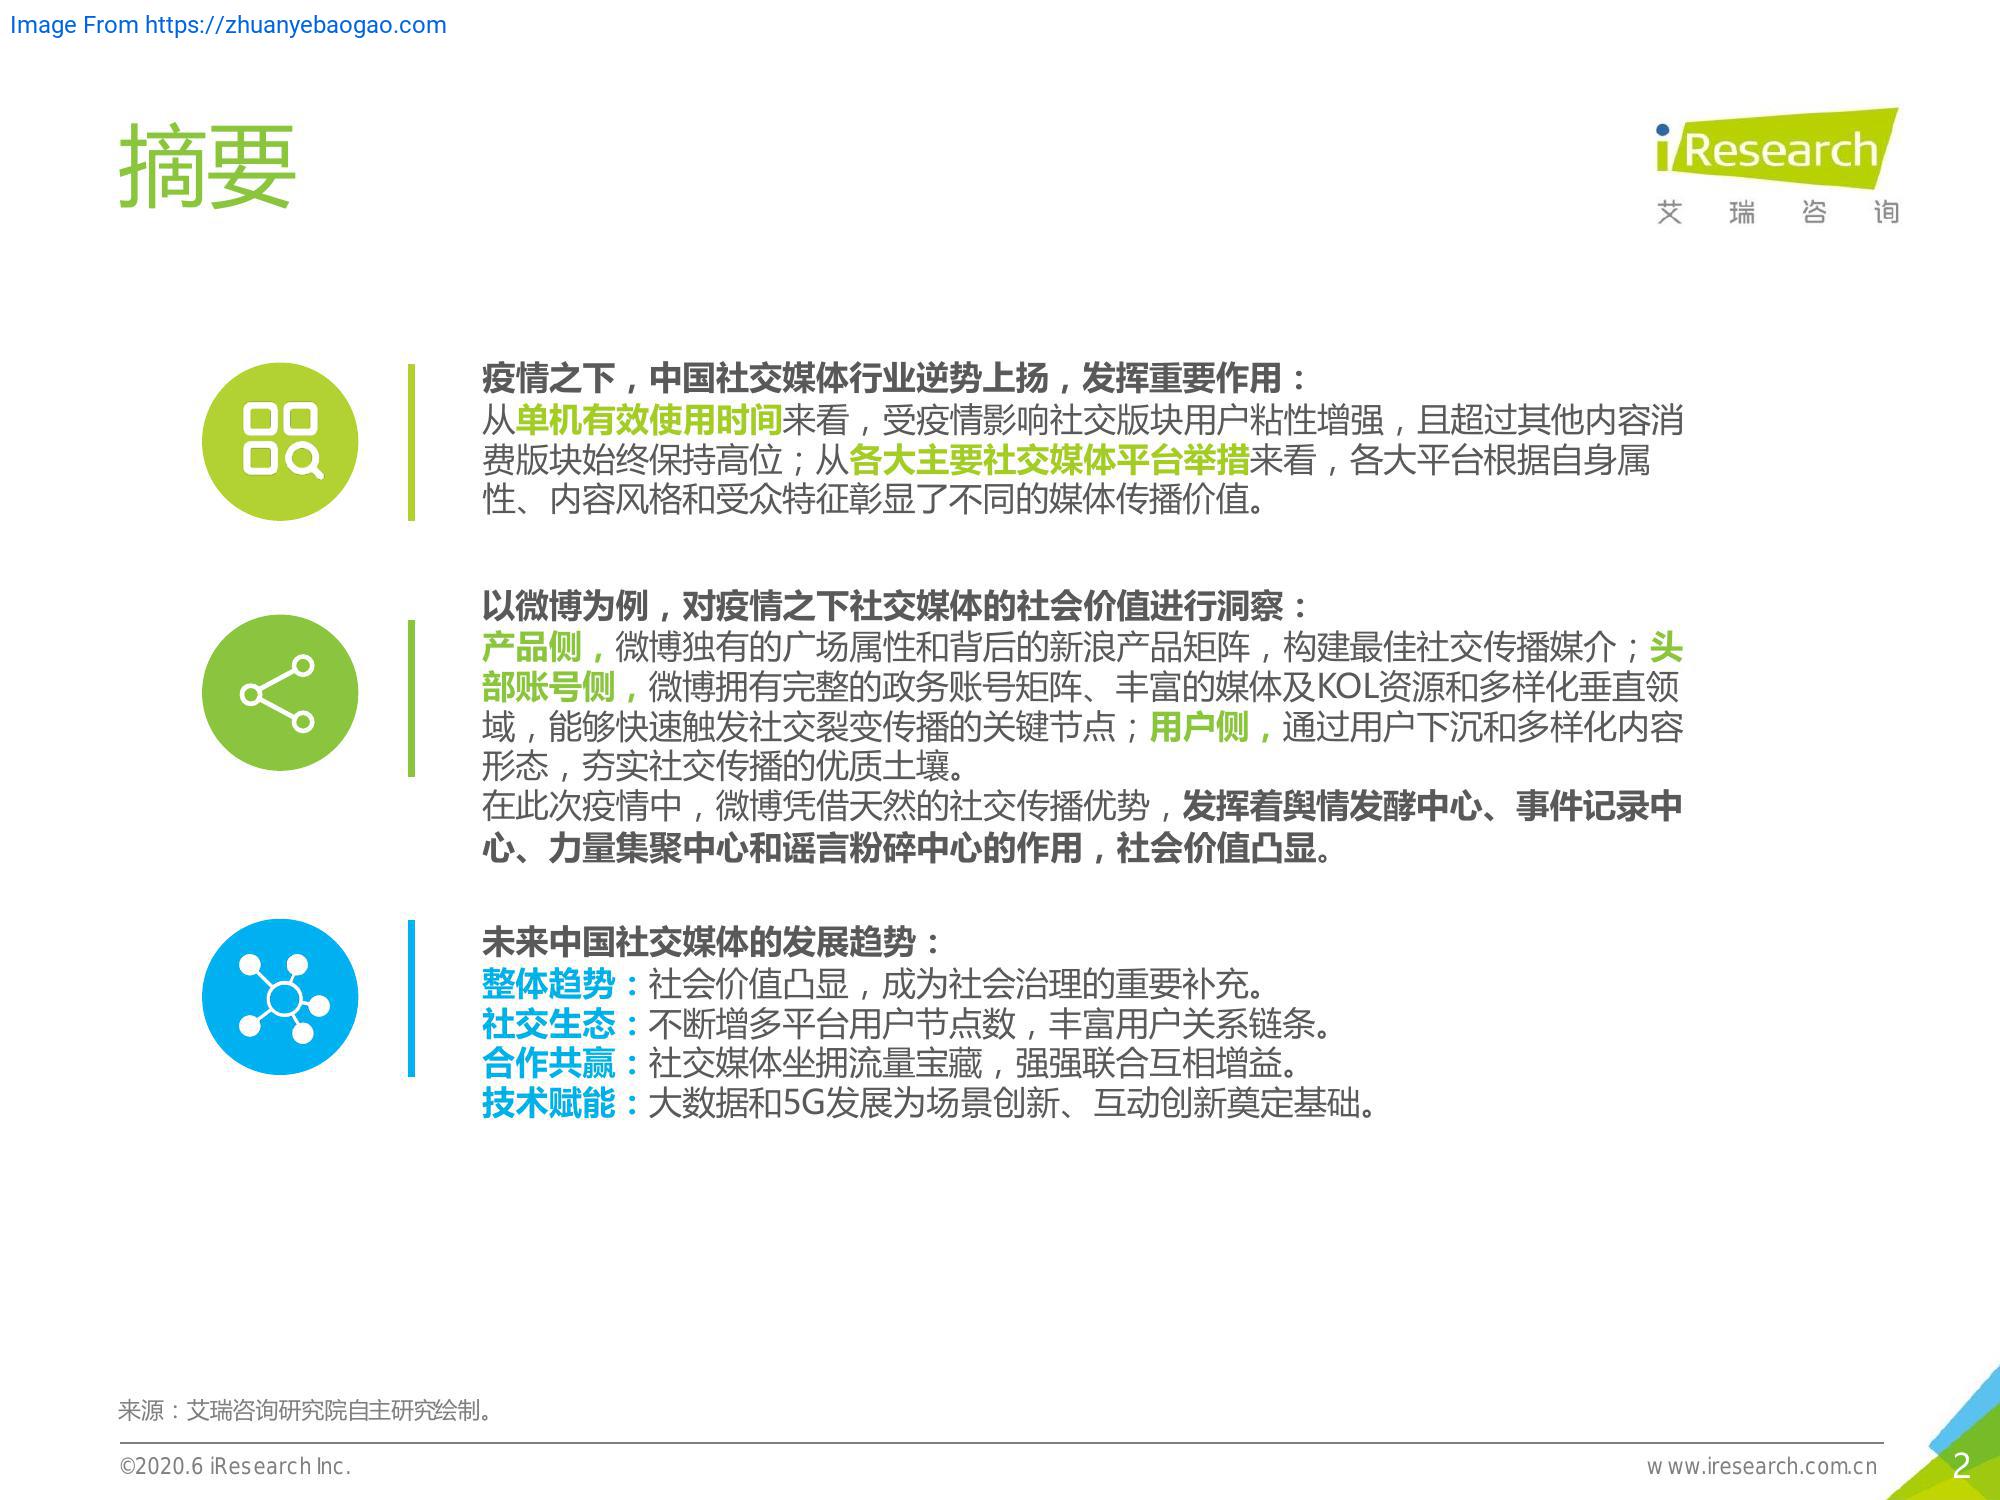 Image From https://zhuanyebaogao.com
摘要
iResearch
艾瑞咨询
疫情之下，中国社交媒体行业逆势上扬，发挥重要作用：
从单机有效使用时间来看，受疫情影响社交版块用户粘性增强，且超过其他内容消
费版块始终保持高位；从各大主要社交媒体平台举措来看，各大平台根据自身属
性、内容风格和受众特征彰显了不同的媒体传播价值。
以微博为例，对疫情之下社交媒体的社会价值进行洞察：
产品侧，微博独有的广场属性和背后的新浪产品矩阵，构建最佳社交传播媒介；头
部账号侧，微博拥有完整的政务账号矩阵、丰富的媒体及KOL资源和多样化垂直领
域，能够快速触发社交裂变传播的关键节点；用户侧，通过用户下沉和多样化内容
形态，夯实社交传播的优质土壤。
在此次疫情中，微博凭借天然的社交传播优势，发挥着舆情发酵中心、事件记录中
心、力量集聚中心和谣言粉碎中心的作用，社会价值凸显。
未来中国社交媒体的发展趋势：
整体趋势：社会价值凸显，成为社会治理的重要补充。
社交生态：不断增多平台用户节点数，丰富用户关系链条。
合作共赢：社交媒体坐拥流量宝藏，强强联合互相增益。
技术赋能：大数据和5G发展为场景创新、互动创新奠定基础。
来源：艾瑞咨询研究院自主研究绘制。
©2020.6 iResearch Inc.
www.iresearch.com.cn
2